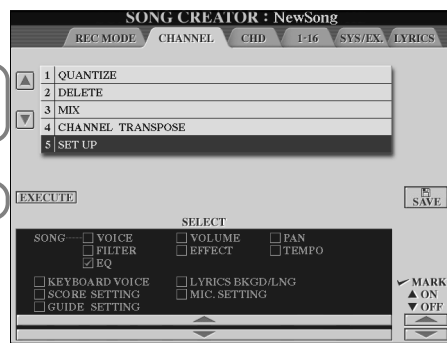 SONG CREATOR : NewSong
REC MODE CHANNEL CHD 1-16 SYS/EX. LYRICS
1 QUANTIZE
2 DELETE
3 MIX
4 CHANNEL TRANSPOSE
5 SET UP
EXECUTE
SAVE
SELECT
SONG VOICE VOLUME PAN
FILTER EFFECT TEMPO
EQ
KEYBOARD VOICE LYRICS BKGD/LNG
SCORE SETTING MIC. SETTING
GUIDE SETTING
MARK
ON
OFF